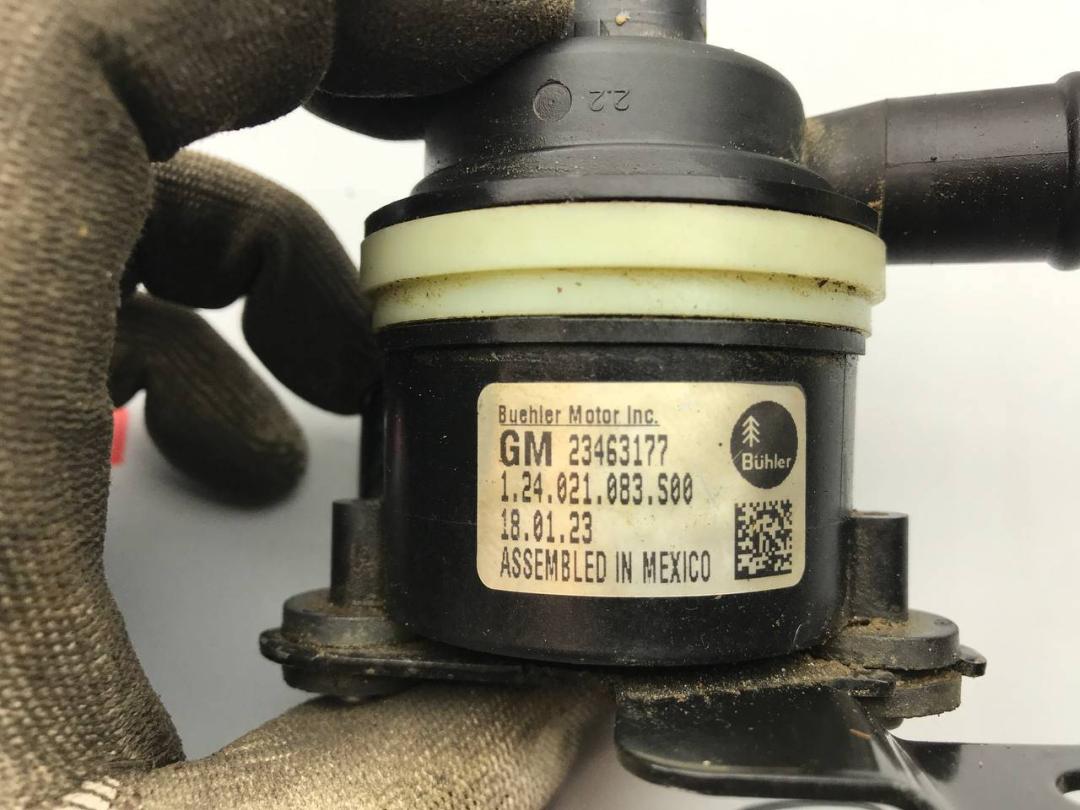 2.2
Buehler Motor Inc.
GM 23463177
Bühler
1.24.021.083.S00
18.01.23
ASSEMBLED IN MEXICO